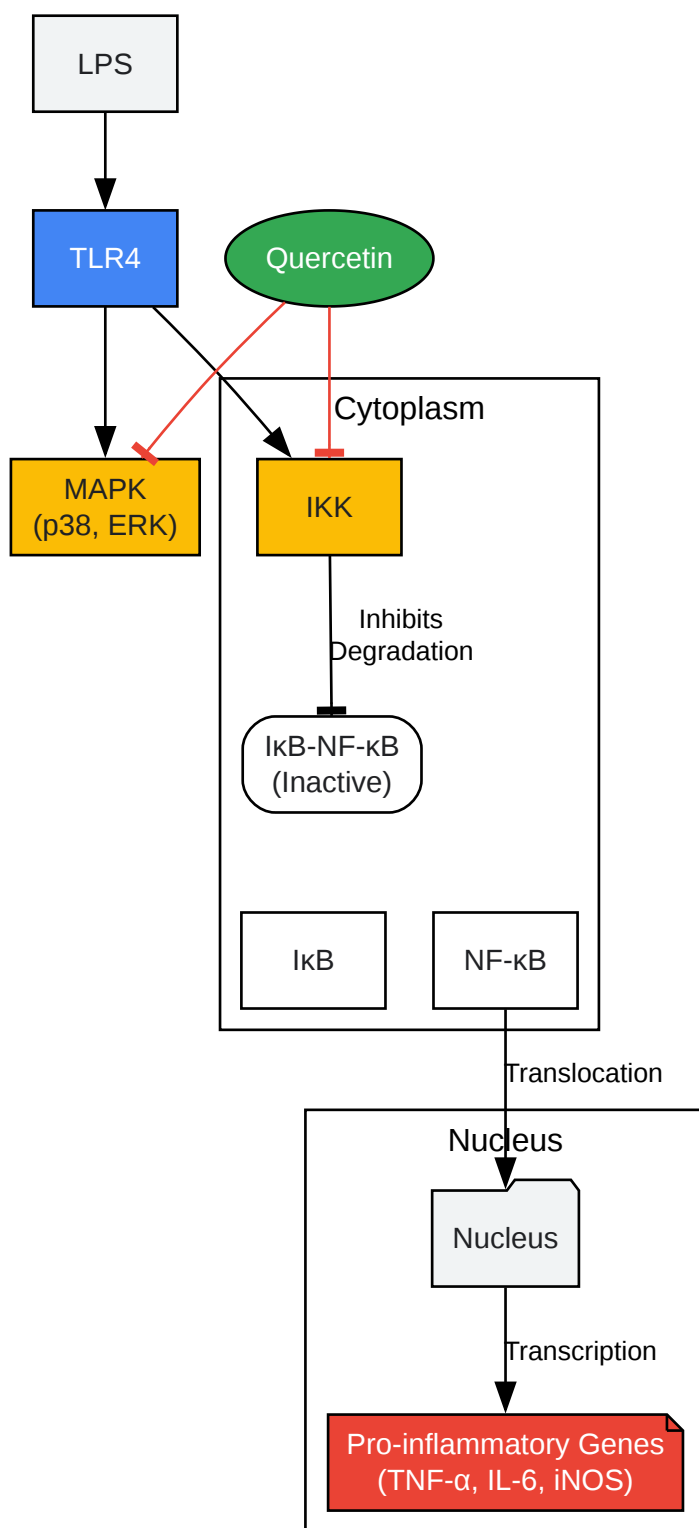 LPS
TLR4
Quercetin
Cytoplasm
MAPK
(p38, ERK)
IKK
Inhibits
Degradation
IκB-NF-κB
(Inactive)
IκB
NF-κB
Translocation
Nucleus
Nucleus
Transcription
Pro-inflammatory Genes
(TNF-α, IL-6, iNOS)